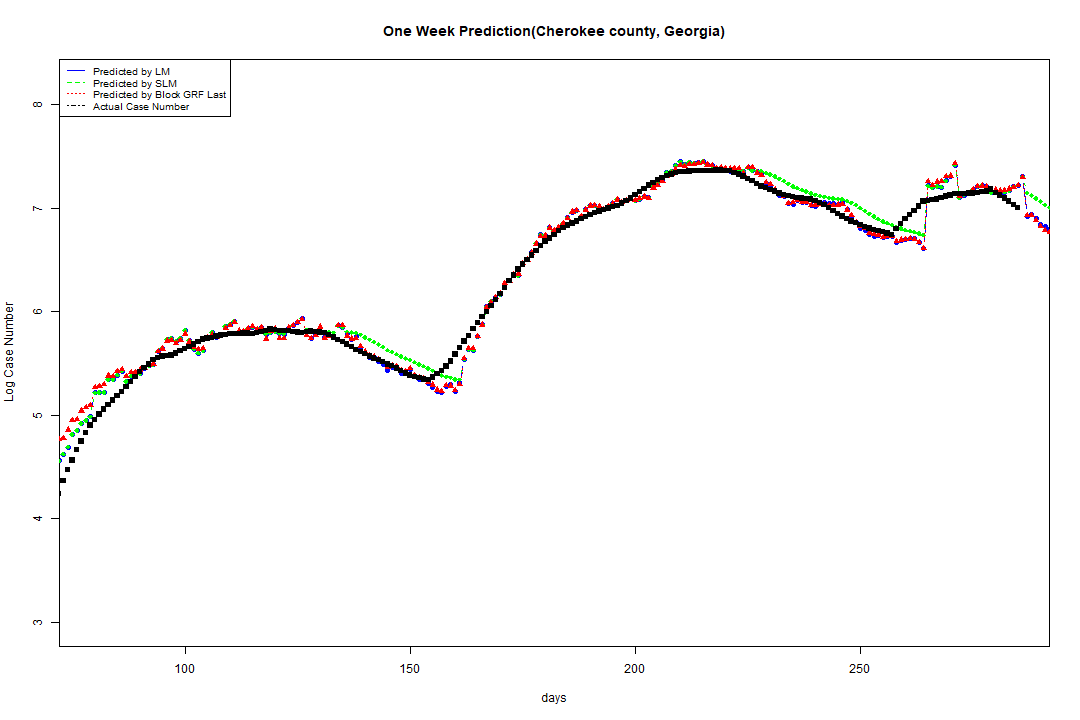 One Week Prediction(Cherokee county, Georgia)
Predicted by LM
Predicted by SLM
Predicted by Block GRF Last
Actual Case Number
8
7
6
5
4
3
Log Case Number
100 150 200 250
days